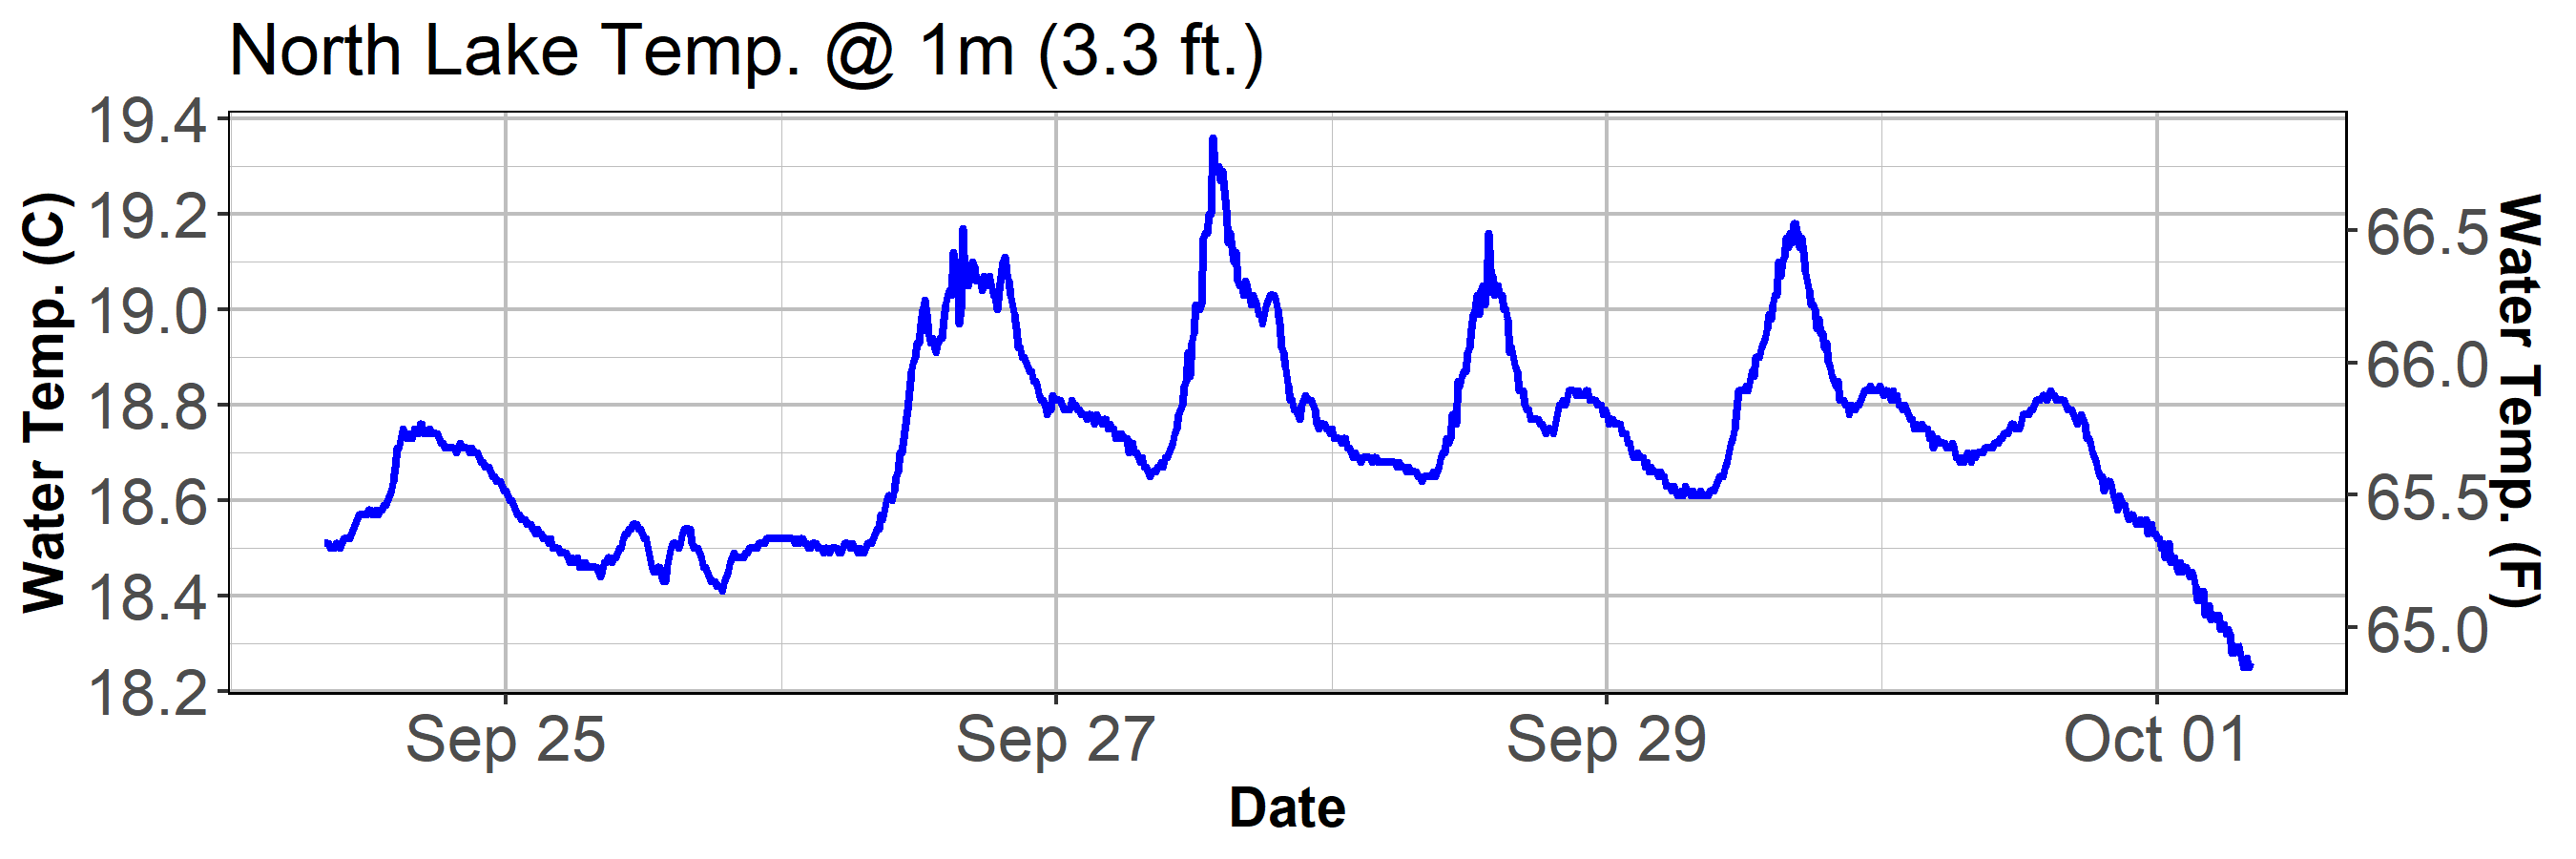 North Lake Temp. @ 1m (3.3 ft.)
Water Temp. (C)
19.4
19.2
19.0
18.8
18.6
18.4
18.2
66.5
66.0
65.5
65.0
Water Temp. (F)
Sep 25 Sep 27 Sep 29 Oct 01
Date